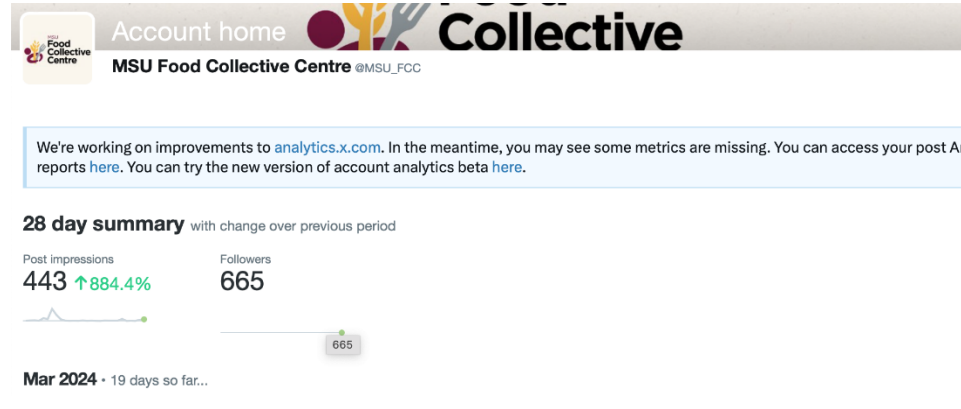 Account home
Collective
MSU
Food
Collective
Centre
MSU Food Collective Centre @MSU_FCC
We're working on improvements to analytics.x.com. In the meantime, you may see some metrics are missing. You can access your post
reports here. You can try the new version of account analytics beta here.
28 day summary with change over previous period
Post impressions
443 ↑884.4%
Followers
665
665
Mar 2024 • 19 days so far...